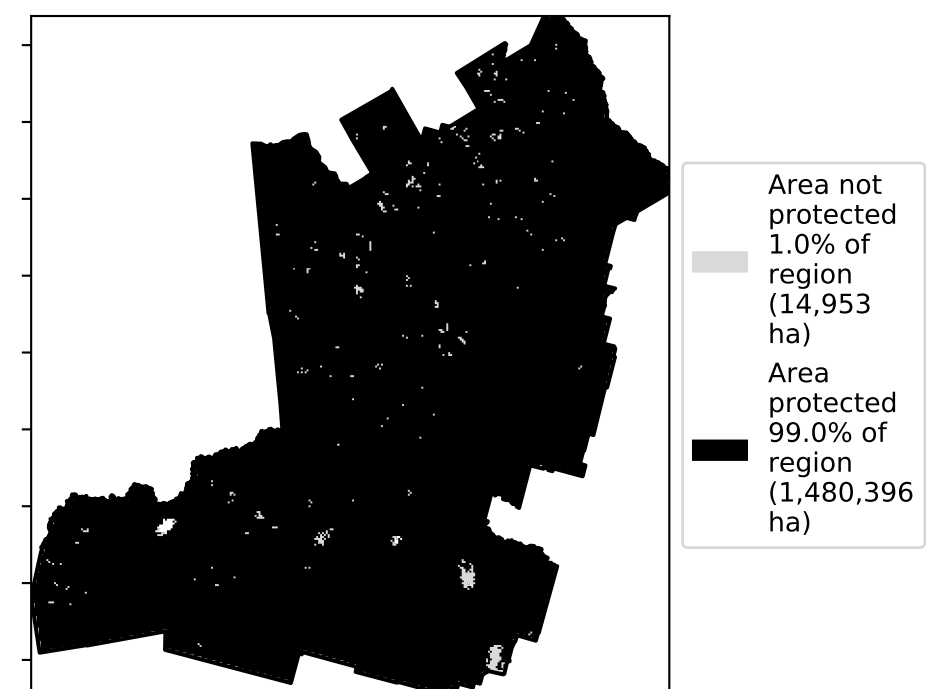 Area not
protected
1.0% of
region
(14,953
ha)
Area
protected
99.0% of
region
(1,480,396
ha)